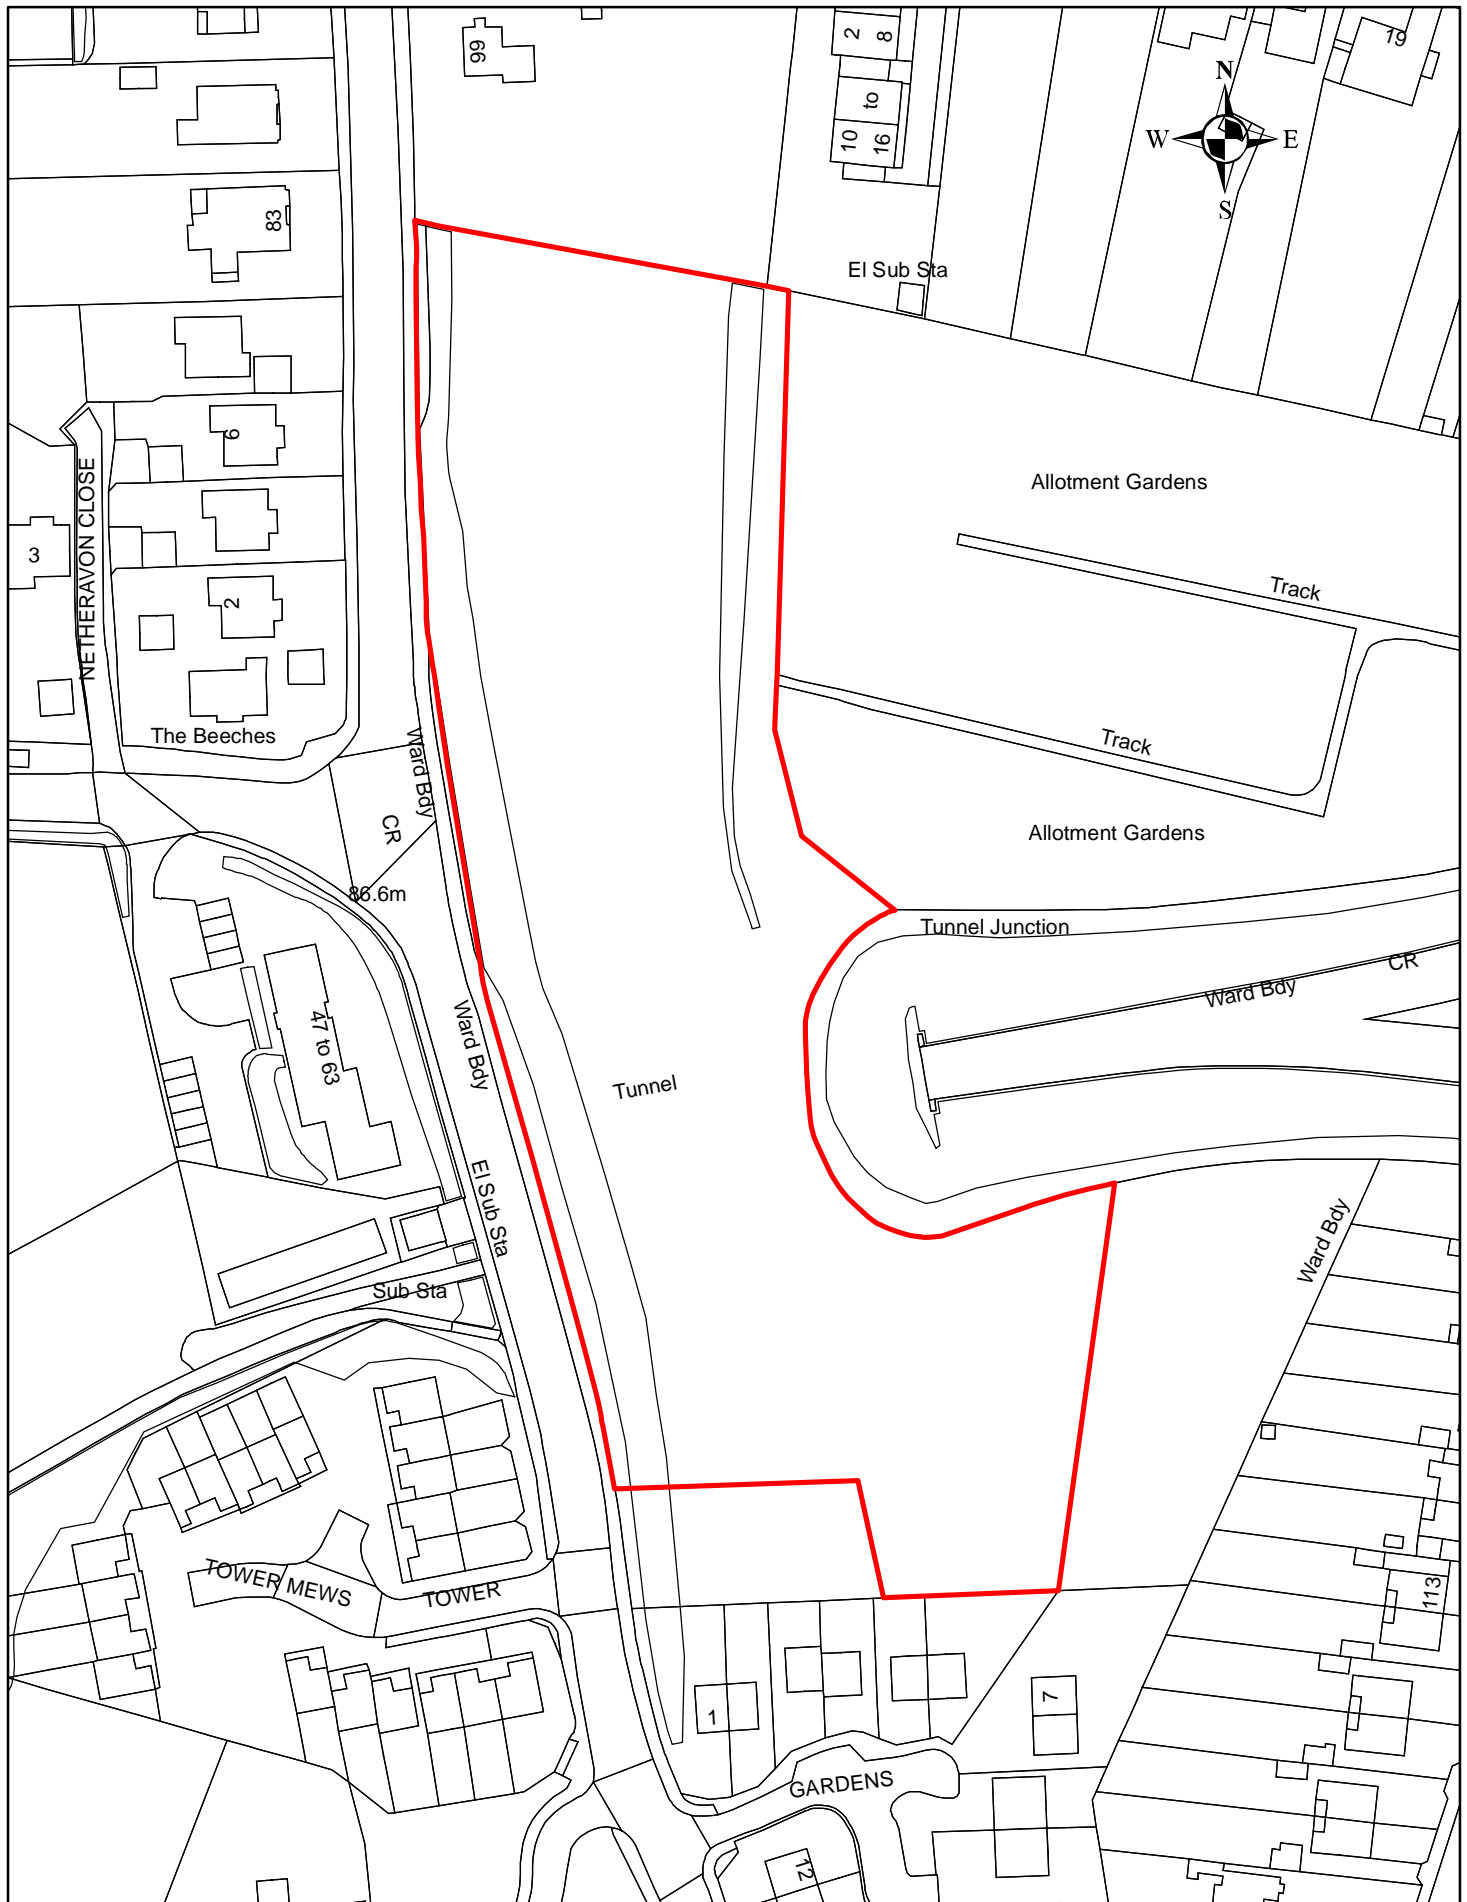 99
2
8
to
10
16
19
N
W
E
S
83
El Sub Sta
6
NETHERAVON CLOSE
3
2
Allotment Gardens
Track
The Beeches
Ward Bdy
Track
CR
Allotment Gardens
86.6m
Tunnel Junction
CR
Ward Bdy
47 to 63
Ward Bdy
Tunnel
El Sub Sta
Ward Bdy
Sub Sta
TOWER MEWS
TOWER
113
1
7
GARDENS
12